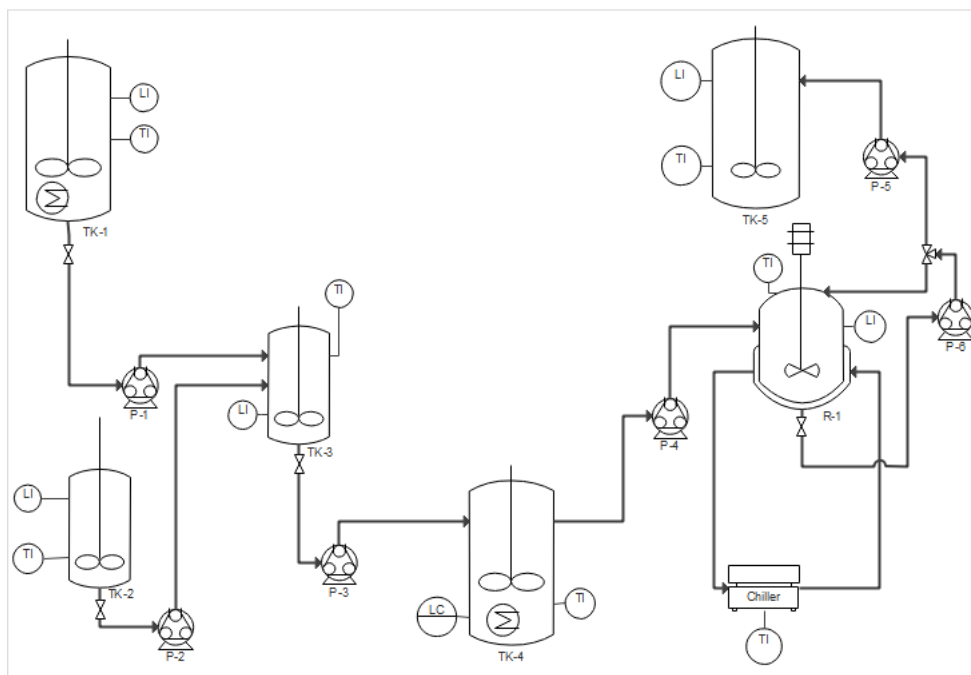 LI
TI
TK-1
LI
TI
TK-5
P-5
TI
LI
P-6
R-1
TI
P-1
LI
TK-3
P-4
LI
TI
TK-2
P-2
P-3
LC
TI
TK-4
Chiller
TI